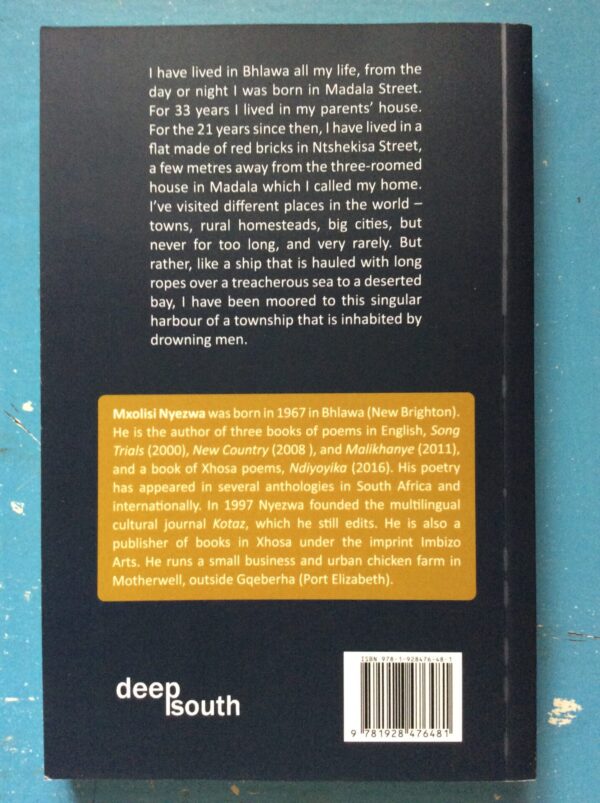 I have lived in Bhlawa all my life, from the
day or night I was born in Madala Street.
For 33 years I lived in my parents’ house.
For the 21 years since then, I have lived in a
flat made of red bricks in Ntshekisa Street,
a few metres away from the three-roomed
house in Madala which I called my home.
I’ve visited different places in the world –
towns, rural homesteads, big cities, but
never for too long, and very rarely. But
rather, like a ship that is hauled with long
ropes over a treacherous sea to a deserted
bay, I have been moored to this singular
harbour of a township that is inhabited by
drowning men.
Mxolisi Nyezwa was born in 1967 in Bhlawa (New Brighton).
He is the author of three books of poems in English, Song
Trials (2000), New Country (2008 ), and Malikhanye (2011),
and a book of Xhosa poems, Ndiyoyika (2016). His poetry
has appeared in several anthologies in South Africa and
internationally. In 1997 Nyezwa founded the multilingual
cultural journal Kotaz, which he still edits. He is also a
publisher of books in Xhosa under the imprint Imbizo
Arts. He runs a small business and urban chicken farm in
Motherwell, outside Gqeberha (Port Elizabeth).
deep
south
ISBN 978-1-928476-48-1
9 781928 476481